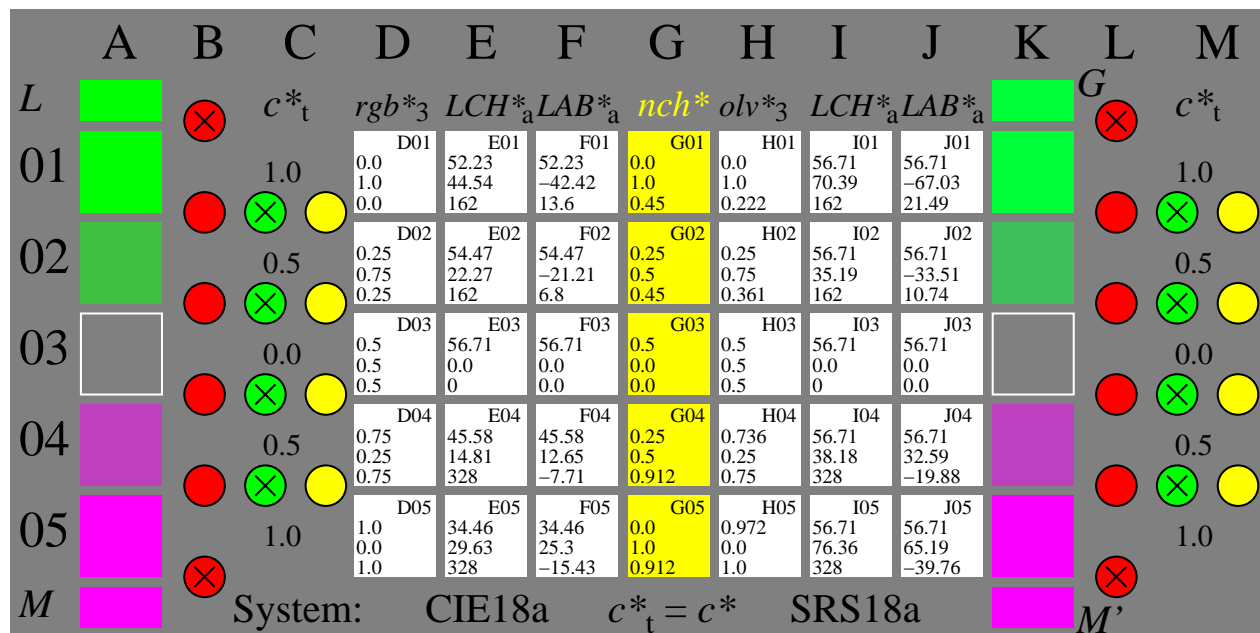 A B C D E F G H I J K L M
L c*t rgb*3 LCH*a LAB*a nch* olv*3 LCH*a LAB*a G c*t
01 1.0 D01 E01 F01 G01 H01 I01 J01 1.0
0.0 52.23 52.23 0.0 0.0 56.71 56.71
1.0 44.54 −42.42 1.0 1.0 70.39 −67.03
0.0 162 13.6 0.45 0.222 162 21.49
02 0.5 D02 E02 F02 G02 H02 I02 J02 0.5
0.25 54.47 54.47 0.25 0.25 56.71 56.71
0.75 22.27 −21.21 0.5 0.75 35.19 −33.51
0.25 162 6.8 0.45 0.361 162 10.74
03 0.0 D03 E03 F03 G03 H03 I03 J03 0.0
0.5 56.71 56.71 0.5 0.5 56.71 56.71
0.5 0.0 0.0 0.0 0.5 0.0 0.0
0.5 0 0.0 0.0 0.5 0 0.0
04 0.5 D04 E04 F04 G04 H04 I04 J04 0.5
0.75 45.58 45.58 0.25 0.736 56.71 56.71
0.25 14.81 12.65 0.5 0.25 38.18 32.59
0.75 328 −7.71 0.912 0.75 328 −19.88
05 1.0 D05 E05 F05 G05 H05 I05 J05 1.0
1.0 34.46 34.46 0.0 0.972 56.71 56.71
0.0 29.63 25.3 1.0 0.0 76.36 65.19
1.0 328 −15.43 0.912 1.0 328 −39.76
M System: CIE18a c*t = c* SRS18a M’